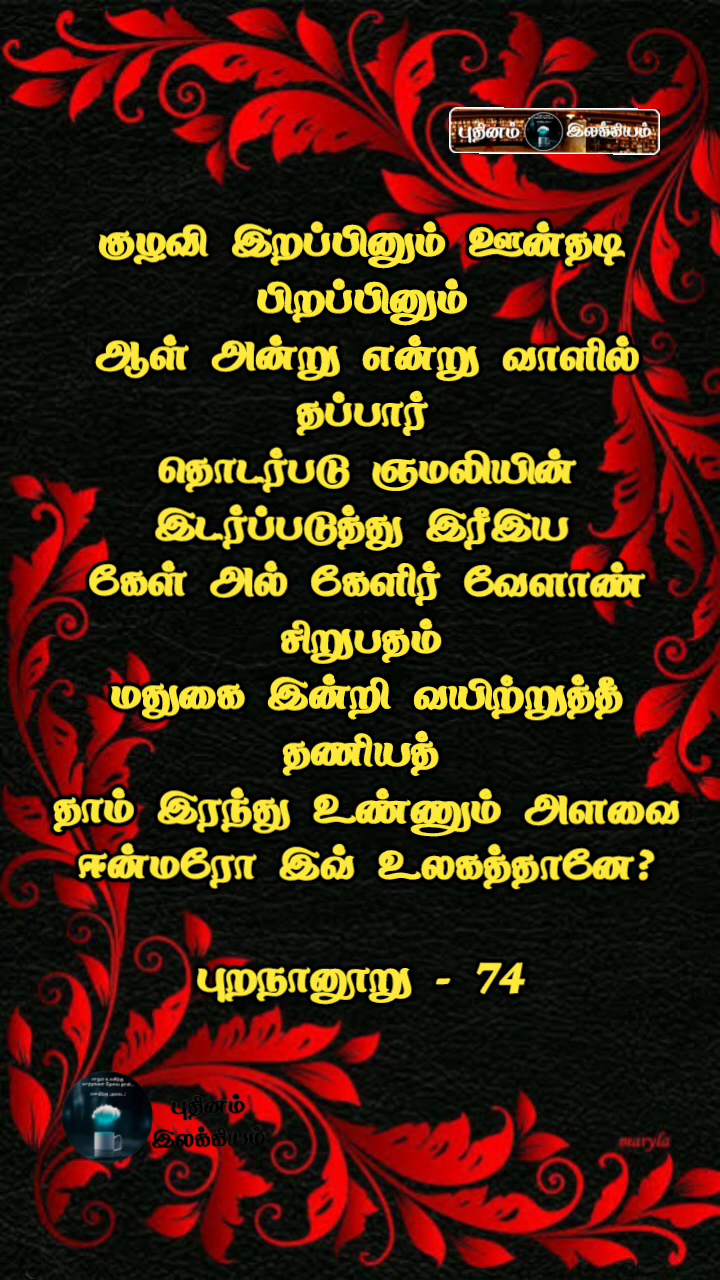 புதினம் இலக்கியம்
குழவி இறப்பினும் ஊன்தடி
பிறப்பினும்
ஆள் அன்று என்று வாளில்
தப்பார்
தொடர்படு ஞமலியின்
இடர்ப்படுத்து இரீஇய
கேள் அல் கேளிர் வேளாண்
சிறுபதம்
மதுகை இன்றி வயிற்றுத்தீ
தணியத்
தாம் இரந்து உண்ணும் அளவை
ஈன்மரோ இவ் உலகத்தானே?
புறநானூறு - 74
புதினம்
இலக்கியம்
maryla